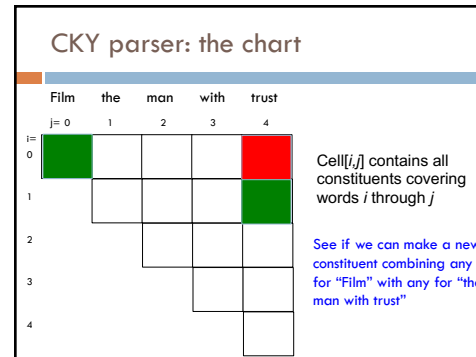 CKY parser: the chart
Film the man with trust
j= 0 1 2 3 4
i=
0
1
2
3
4
Cell[i,j] contains all
constituents covering
words i through j
See if we can make a new
constituent combining any
for "Film" with any for "the
man with trust"